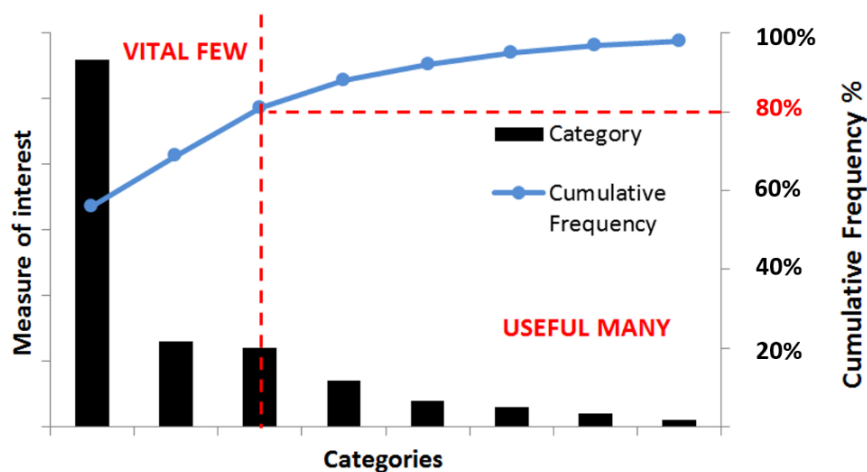 VITAL FEW
100%
80%
60%
40%
20%
Category
Cumulative
Frequency
USEFUL MANY
Measure of interest
Cumulative Frequency %
Categories